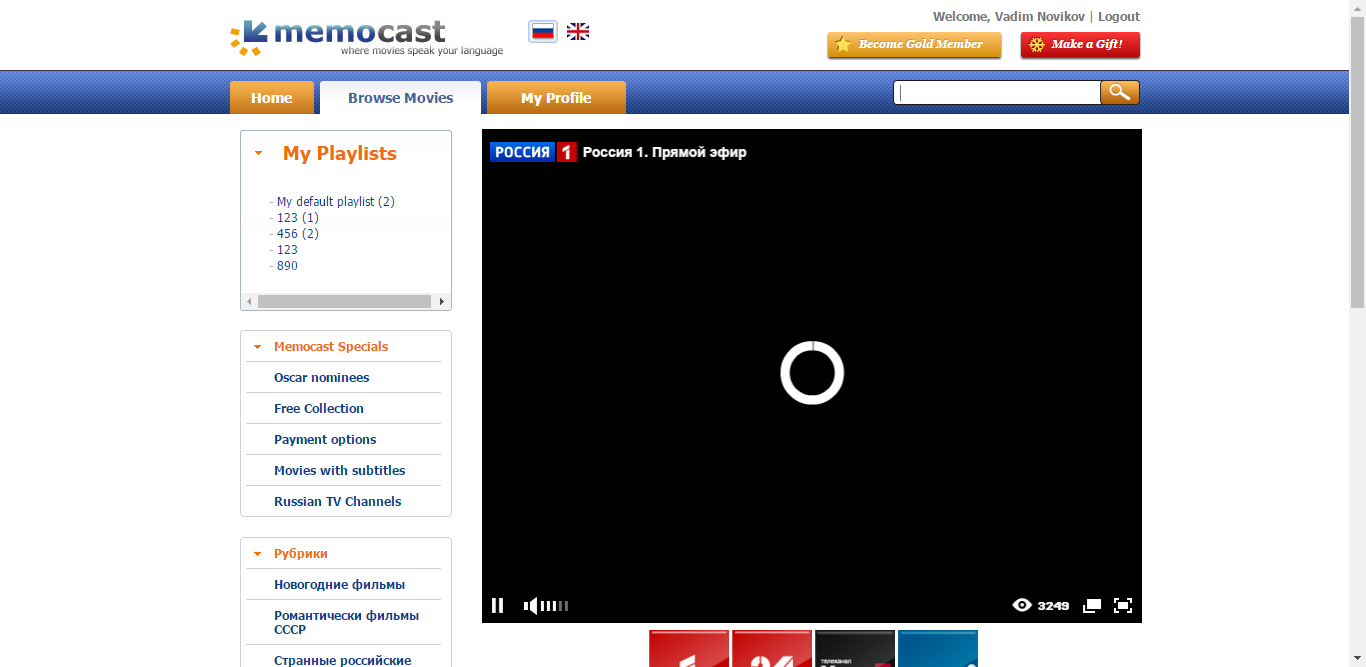 Welcome, Vadim Novikov | Logout
memocast
where movies speak your language
Become Gold Member
Make a Gift!
Home
Browse Movies
My Profile
My Playlists
- My default playlist (2)
- 123 (1)
- 456 (2)
- 123
- 890
Memocast Specials
Oscar nominees
Free Collection
Payment options
Movies with subtitles
Russian TV Channels
Рубрики
Новогодние фильмы
Романтически фильмы
СССР
Странные российские
РОССИЯ 1 Россия 1. Прямой эфир
3249
1
24
телеканал